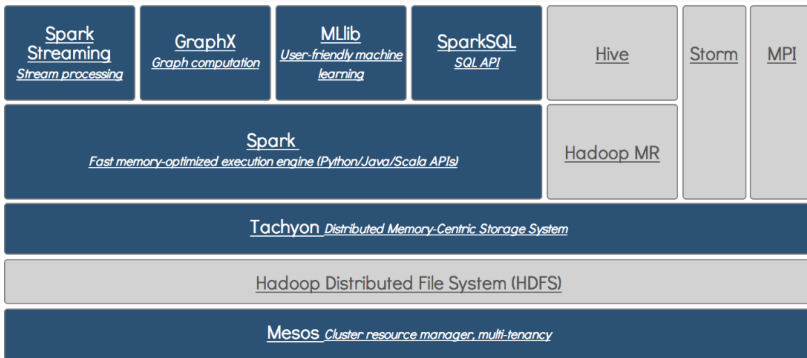 Spark
Streaming
Stream processing
GraphX
Graph computation
MLlib
User-friendly machine
learning
SparkSQL
SQL API
Hive
Storm
MPI
Spark
Fast memory-optimized execution engine (Python/Java/Scala APIs)
Hadoop MR
Tachyon Distributed Memory-Centric Storage System
Hadoop Distributed File System (HDFS)
Mesos Cluster resource manager, multi-tenancy